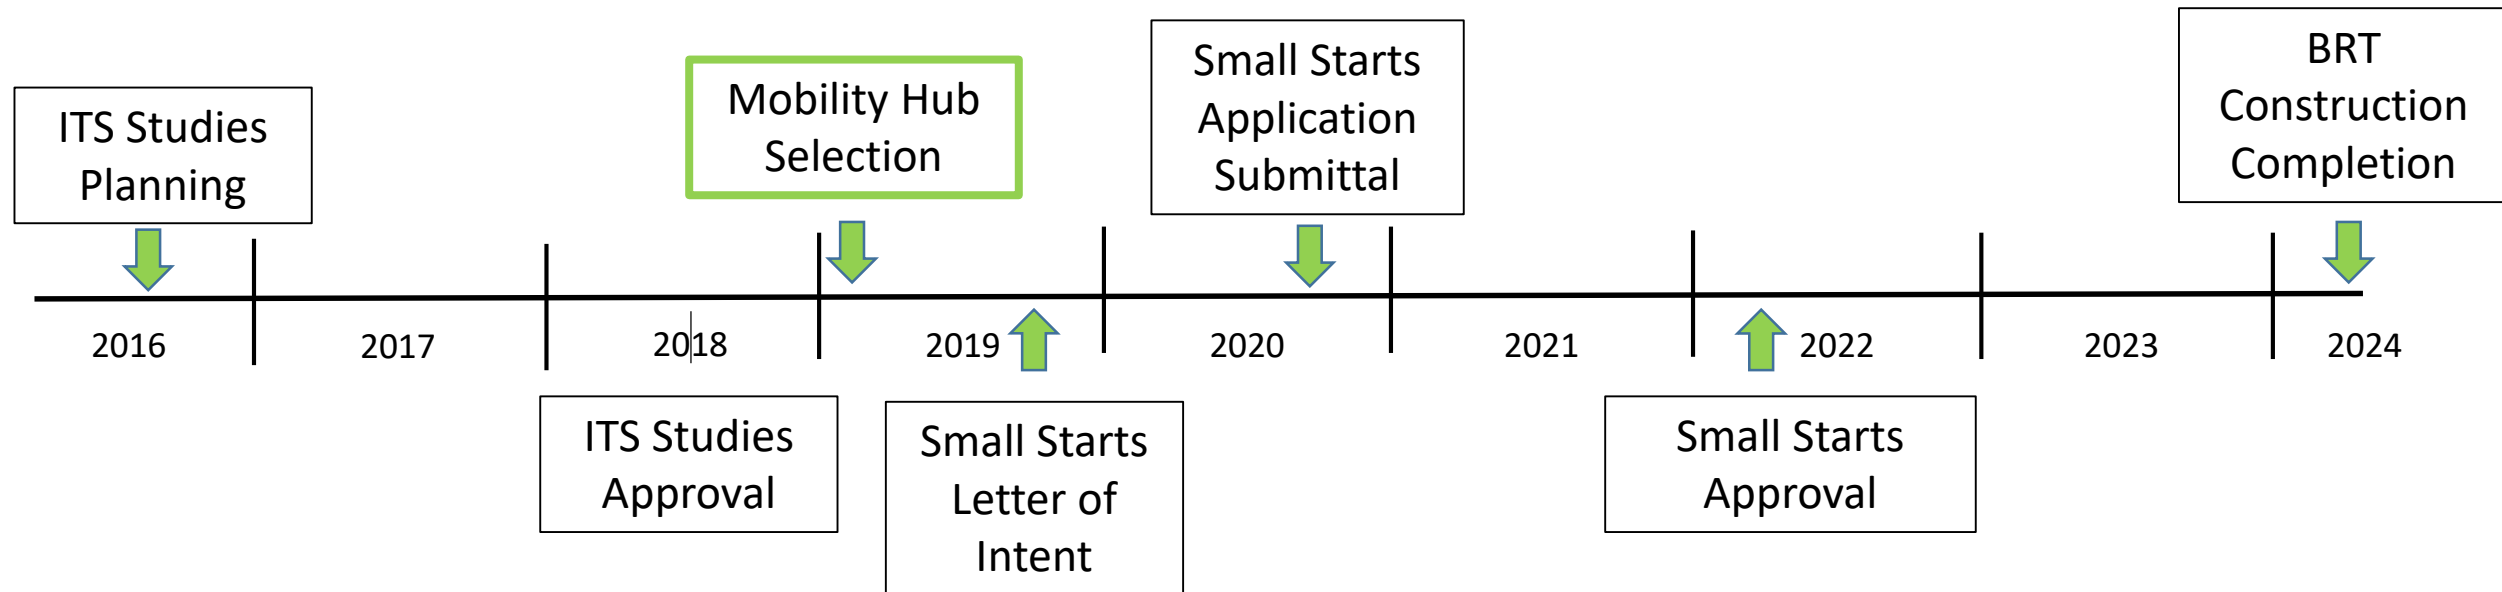 ITS Studies
Planning
Mobility Hub
Selection
Small Starts
Application
Submittal
BRT
Construction
Completion
2016
2017
2018
2019
2020
2021
2022
2023
2024
ITS Studies
Approval
Small Starts
Letter of
Intent
Small Starts
Approval